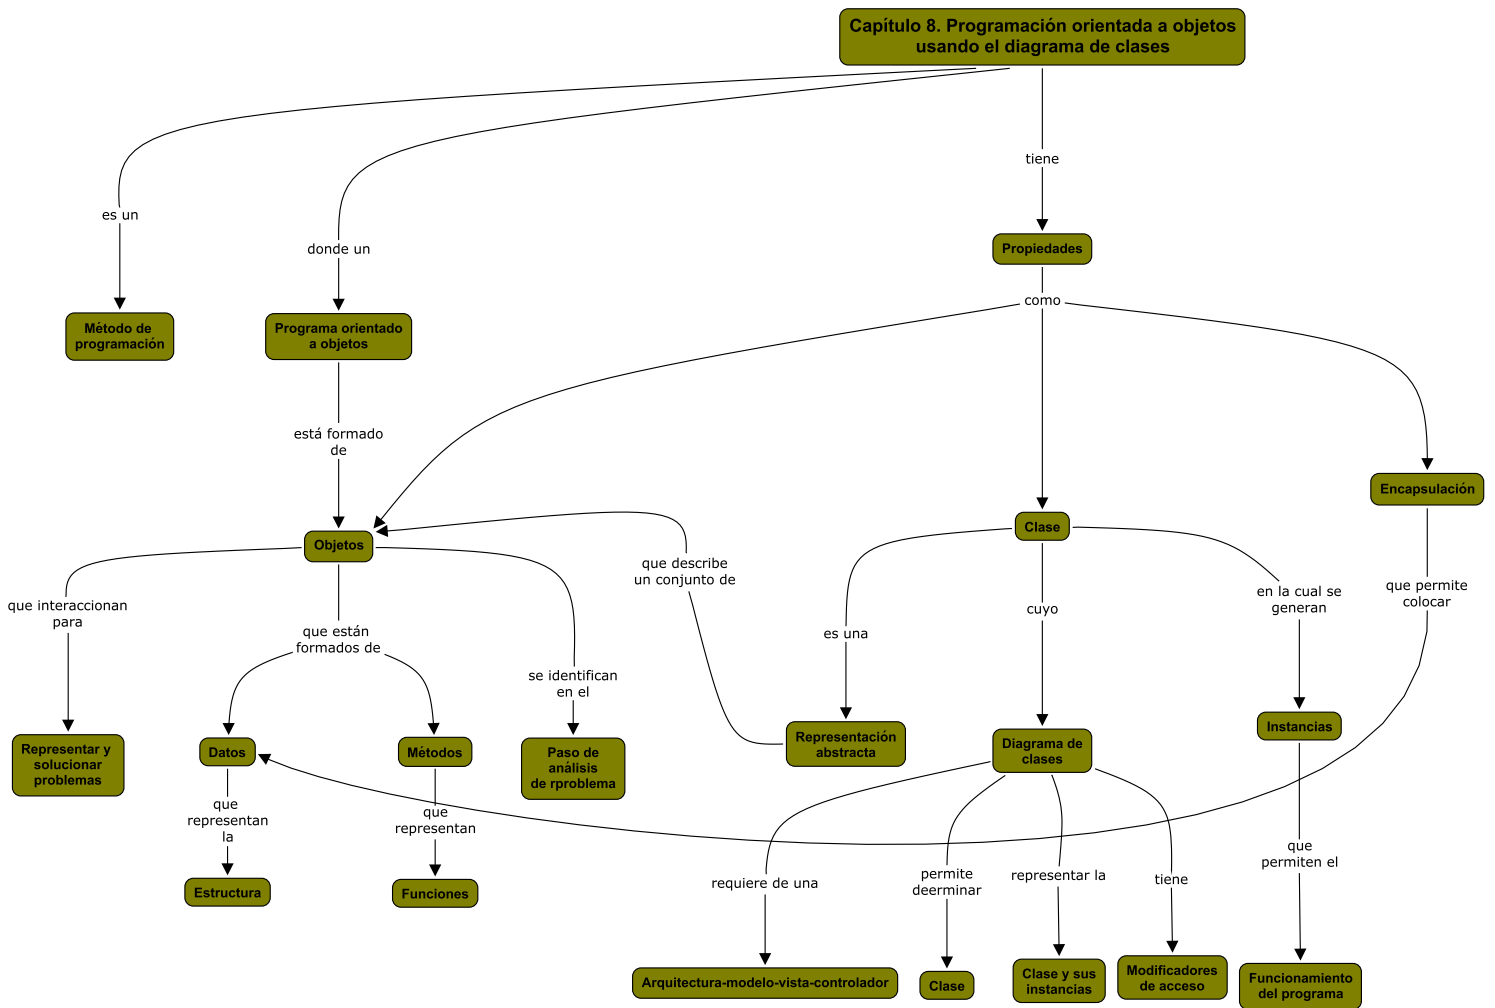 Capítulo 8. Programación orientada a objetos
usando el diagrama de clases
tiene
es un
donde un
Propiedades
como
Método de
programación
Programa orientado
a objetos
está formado
de
Encapsulación
Clase
Objetos
que describe
un conjunto de
que permite
colocar
en la cual se
generan
que interaccionan
para
cuyo
es una
que están
formados de
se identifican
en el
Instancias
Representación
abstracta
Diagrama de
clases
Representar y
solucionar
problemas
Datos
Métodos
Paso de
análisis
de rproblema
que
representan
la
que
representan
que
permiten el
requiere de una
permite
deerminar
representar la
tiene
Estructura
Funciones
Arquitectura-modelo-vista-controlador
Clase
Clase y sus
instancias
Modificadores
de acceso
Funcionamiento
del programa